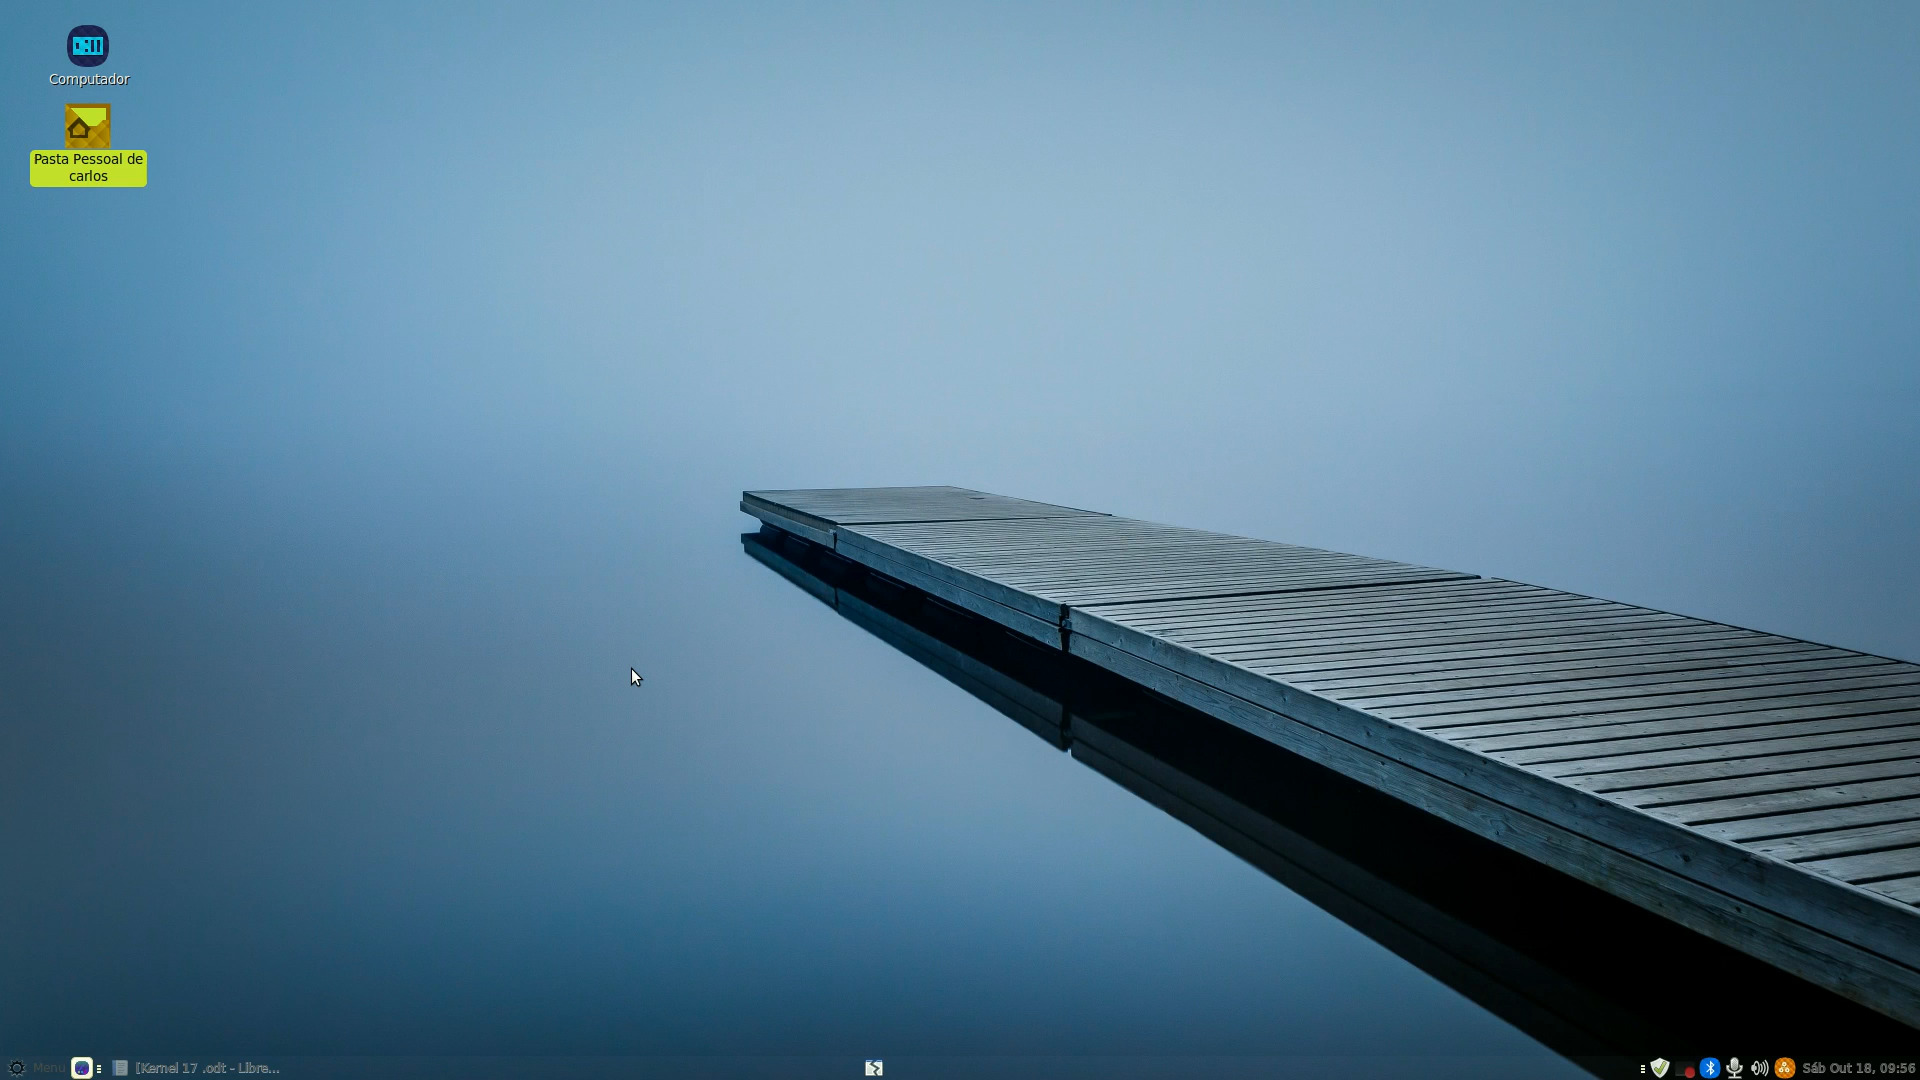 Computador
Pasta Pessoal de
carlos
Menu
[Kernel 17 .odt - Libre...
Sáb Out 18, 09:56